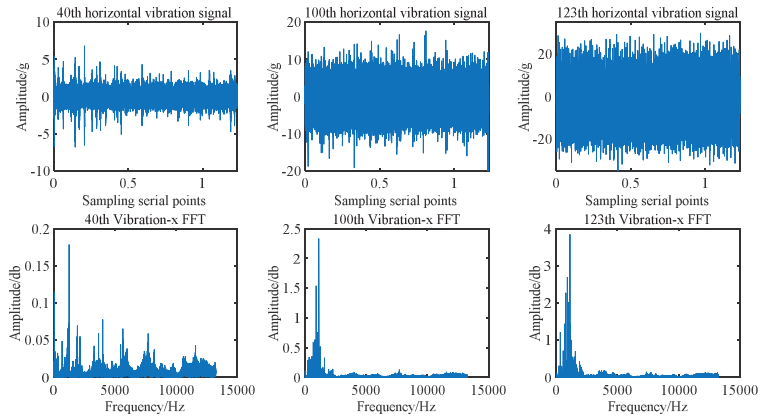 40th horizontal vibration signal
10
5
0
-5
-10
Amplitude/g
0
0.5
1
Sampling serial points
100th horizontal vibration signal
20
10
0
-10
-20
Amplitude/g
0
0.5
1
Sampling serial points
123th horizontal vibration signal
20
0
-20
Amplitude/g
0
0.5
1
Sampling serial points
40th Vibration-x FFT
0.2
0.15
0.1
0.05
0
Amplitude/db
0
5000
10000
15000
Frequency/Hz
100th Vibration-x FFT
2.5
2
1.5
1
0.5
0
Amplitude/db
0
5000
10000
15000
Frequency/Hz
123th Vibration-x FFT
4
3
2
1
0
Amplitude/db
0
5000
10000
15000
Frequency/Hz